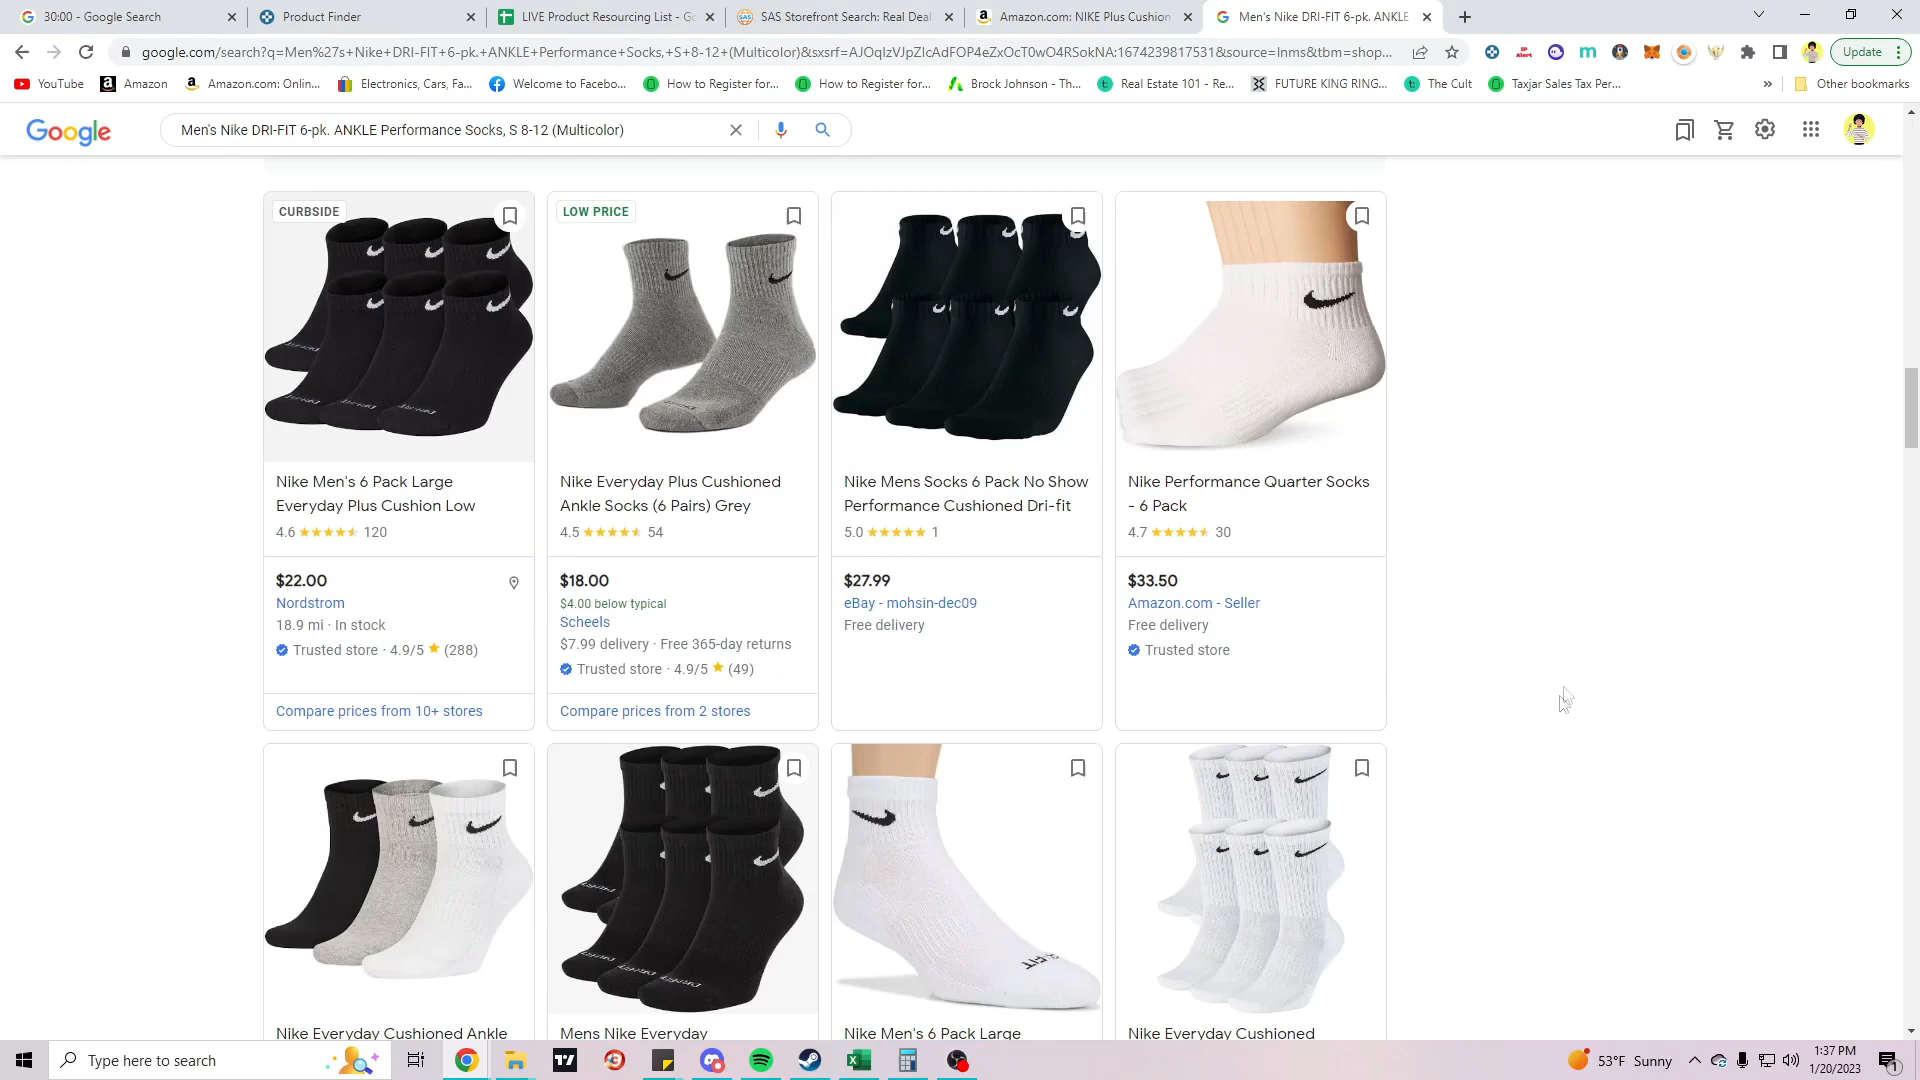 30:00 - Google Search
Product Finder
LIVE Product Resourcing List - Go
SAS Storefront Search: Real Deal
Amazon.com: NIKE Plus Cushion
Men's Nike DRI-FIT 6-pk. ANKLE
google.com/search?q=Men%27s+Nike+DRI-FIT+6-pk.+ANKLE+Performance+Socks,+S+8-12+(Multicolor)&sxsrf=AJOqlzVJpZIcAdFOP4eZxOcT0wO4RSokNA:1674239817531&source=lnms&tbm=shop...
Update
YouTube
Amazon
Amazon.com: Onlin...
Electronics, Cars, Fa...
Welcome to Facebo...
How to Register for...
How to Register for...
Brock Johnson - Th...
Real Estate 101 - Re...
FUTURE KING RING...
The Cult
Taxjar Sales Tax Per...
Other bookmarks
Google
Men's Nike DRI-FIT 6-pk. ANKLE Performance Socks, S 8-12 (Multicolor)
CURBSIDE
LOW PRICE
Nike Men's 6 Pack Large
Everyday Plus Cushion Low
4.6 ★★★★★ 120
$22.00
Nordstrom
18.9 mi · In stock
Trusted store · 4.9/5 ★ (288)
Compare prices from 10+ stores
Nike Everyday Plus Cushioned
Ankle Socks (6 Pairs) Grey
4.5 ★★★★★ 54
$18.00
$4.00 below typical
Scheels
$7.99 delivery · Free 365-day returns
Trusted store · 4.9/5 ★ (49)
Compare prices from 2 stores
Nike Mens Socks 6 Pack No Show
Performance Cushioned Dri-fit
5.0 ★★★★★ 1
$27.99
eBay - mohsin-dec09
Free delivery
Nike Performance Quarter Socks
- 6 Pack
4.7 ★★★★★ 30
$33.50
Amazon.com - Seller
Free delivery
Trusted store
Nike Everyday Cushioned Ankle
Mens Nike Everyday
Nike Men's 6 Pack Large
Nike Everyday Cushioned
Type here to search
53°F Sunny
1:37 PM
1/20/2023